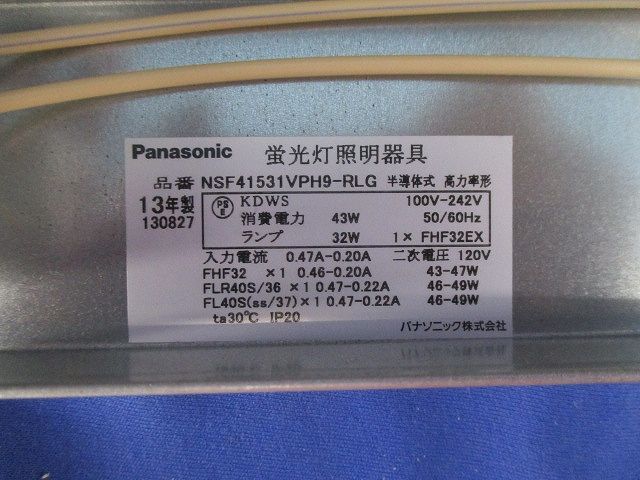 Panasonic 蛍光灯照明器具
品番 NSF41531VPH9-RLG 半導体式 高力率形
13年製
130827
PS E KDWS 100V-242V
消費電力 43W 50/60Hz
ランプ 32W 1× FHF32EX
入力電流 0.47A-0.20A 二次電圧 120V
FHF32 ×1 0.46-0.20A 43-47W
FLR40S/36 ×1 0.47-0.22A 46-49W
FL40S(ss/37)×1 0.47-0.22A 46-49W
ta30℃ IP20
パナソニック株式会社